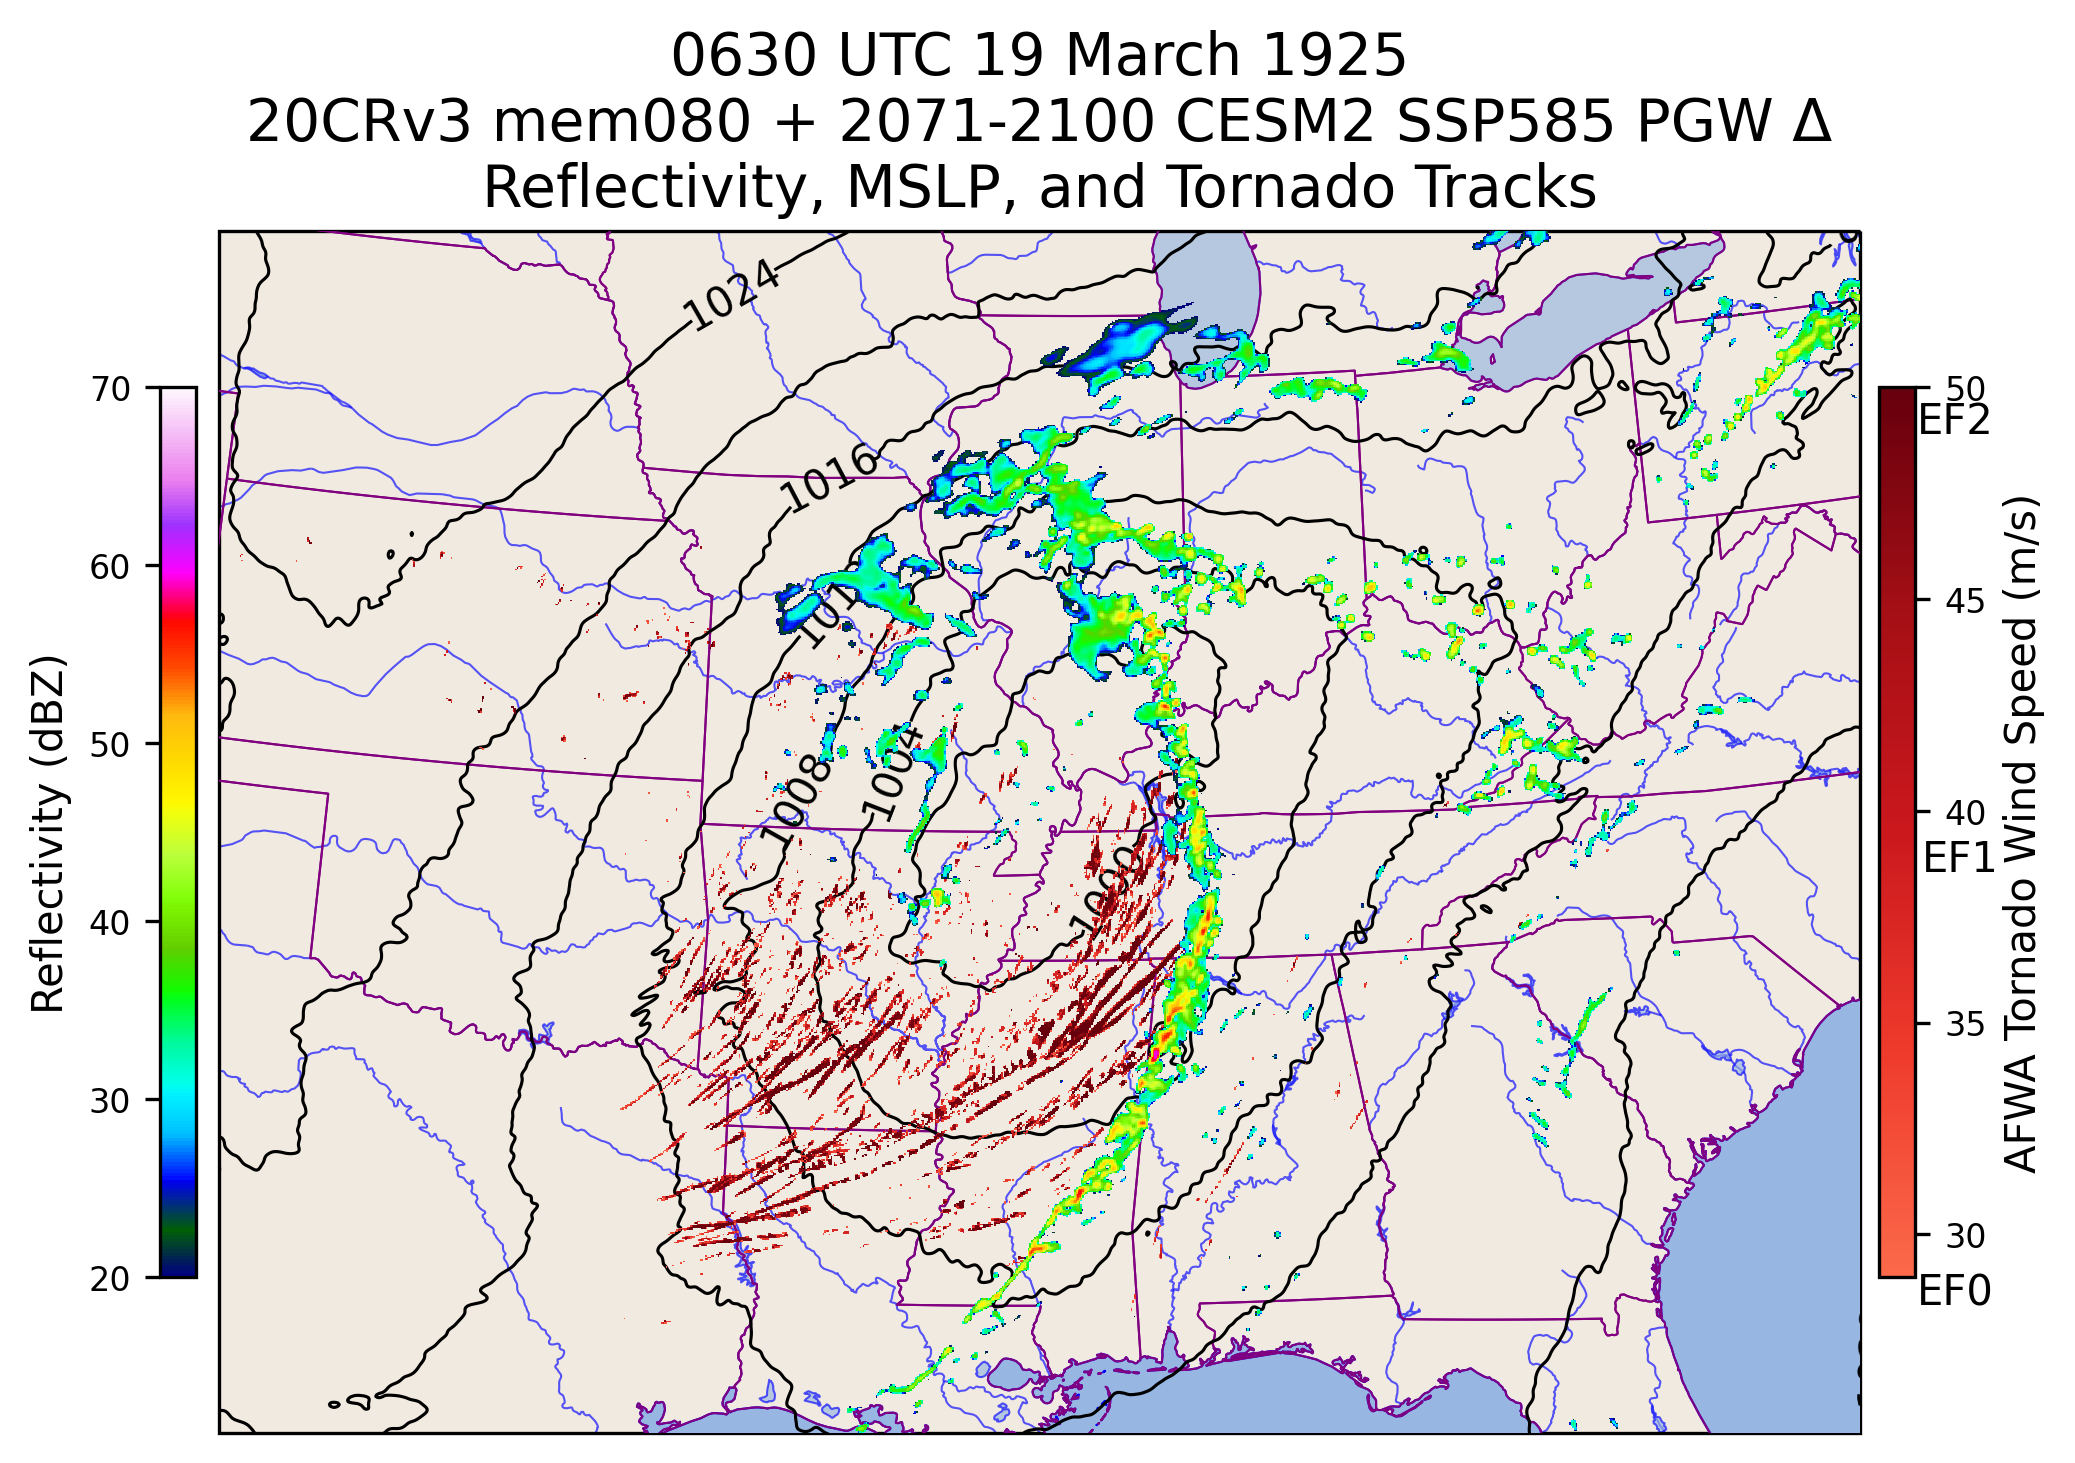 0630 UTC 19 March 1925
20CRv3 mem080 + 2071-2100 CESM2 SSP585 PGW Δ
Reflectivity, MSLP, and Tornado Tracks
1024
1016
101
1008
1004
1000
Reflectivity (dBZ)
70
60
50
40
30
20
50
EF2
45
40
EF1
35
30
EF0
AFWA Tornado Wind Speed (m/s)